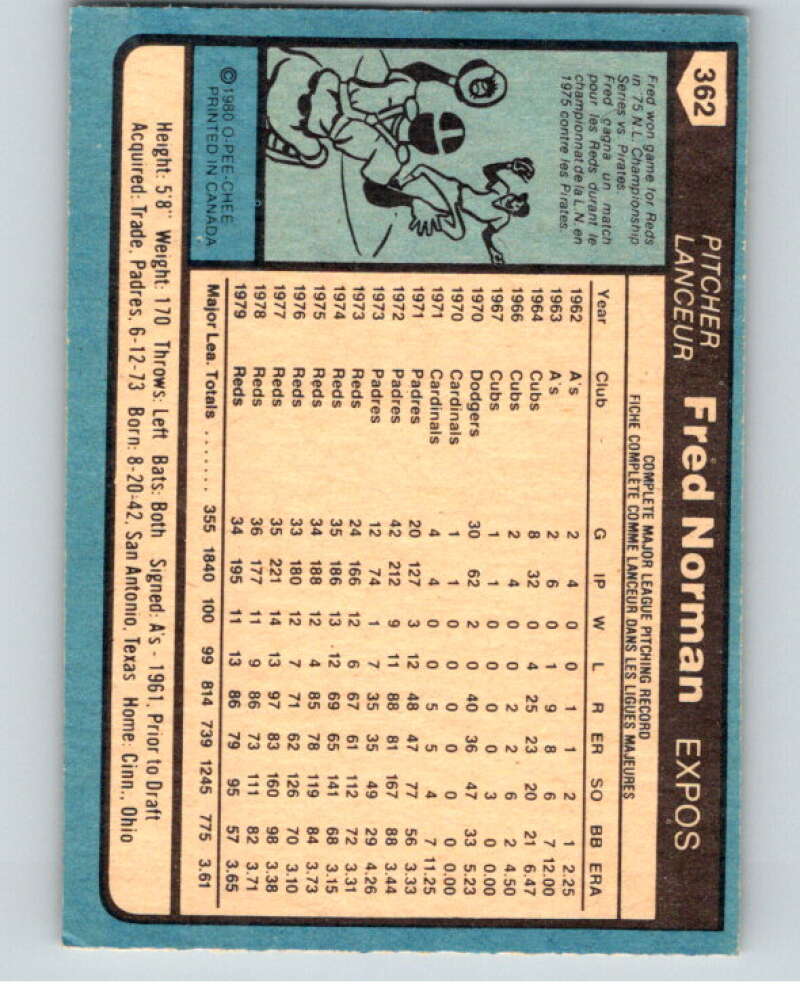 362
PITCHER
LANCEUR
Fred Norman EXPOS
Fred won game for Reds
in '75 N.L. Championship
Series vs. Pirates.
Fred gagna un match
pour les Reds durant le
championnat de la L.N. en
1975 contre les Pirates.
©1980 O-PEE-CHEE
PRINTED IN CANADA
COMPLETE MAJOR LEAGUE PITCHING RECORD
FICHE COMPLETE COMME LANCEUR DANS LES LIGUES MAJEURES
Year Club G IP W L R ER SO BB ERA
1962 A's 2 4 0 0 1 1 2 1 2.25
1963 A's 2 6 0 1 9 8 6 7 12.00
1964 Cubs 8 32 0 4 25 23 20 21 6.47
1966 Cubs 2 4 0 0 2 2 6 2 4.50
1967 Cubs 1 1 0 0 0 0 3 0 0.00
1970 Dodgers 30 62 2 0 40 36 47 33 5.23
1970 Cardinals 1 1 0 0 0 0 0 0 0.00
1971 Cardinals 4 4 0 0 5 5 4 7 11.25
1971 Padres 20 127 3 12 48 47 77 56 3.33
1972 Padres 42 212 9 11 88 81 167 88 3.44
1973 Padres 12 74 1 7 35 35 49 29 4.26
1973 Reds 24 166 12 6 67 61 112 72 3.31
1974 Reds 35 186 13 12 69 65 141 68 3.15
1975 Reds 34 188 12 4 85 78 119 84 3.73
1976 Reds 33 180 12 7 71 62 126 70 3.10
1977 Reds 35 221 14 13 97 83 160 98 3.38
1978 Reds 36 177 11 9 86 73 111 82 3.71
1979 Reds 34 195 11 13 86 79 95 57 3.65
Major Lea. Totals ....... 355 1840 100 99 814 739 1245 775 3.61
Height: 5'8" Weight: 170 Throws: Left Bats: Both Signed: A's - 1961, Prior to Draft
Acquired: Trade, Padres, 6-12-73 Born: 8-20-42, San Antonio, Texas Home: Cinn., Ohio